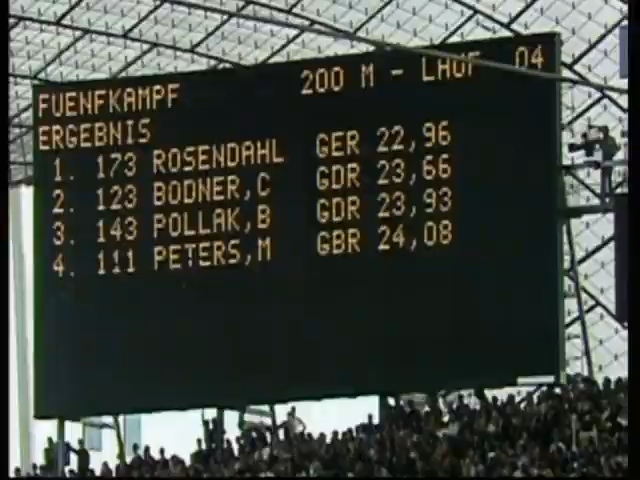 FUENFKAMPF 200 M - LAUF 04
ERGEBNIS
1. 173 ROSENDAHL GER 22,96
2. 123 BODNER,C GDR 23,66
3. 143 POLLAK,B GDR 23,93
4. 111 PETERS,M GBR 24,08